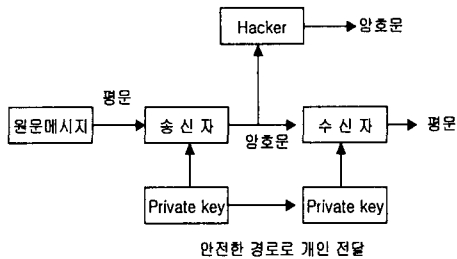 Hacker
암호문
평문
원문메시지
송 신 자
암호문
수 신 자
평문
Private key
Private key
안전한 경로로 개인 전달